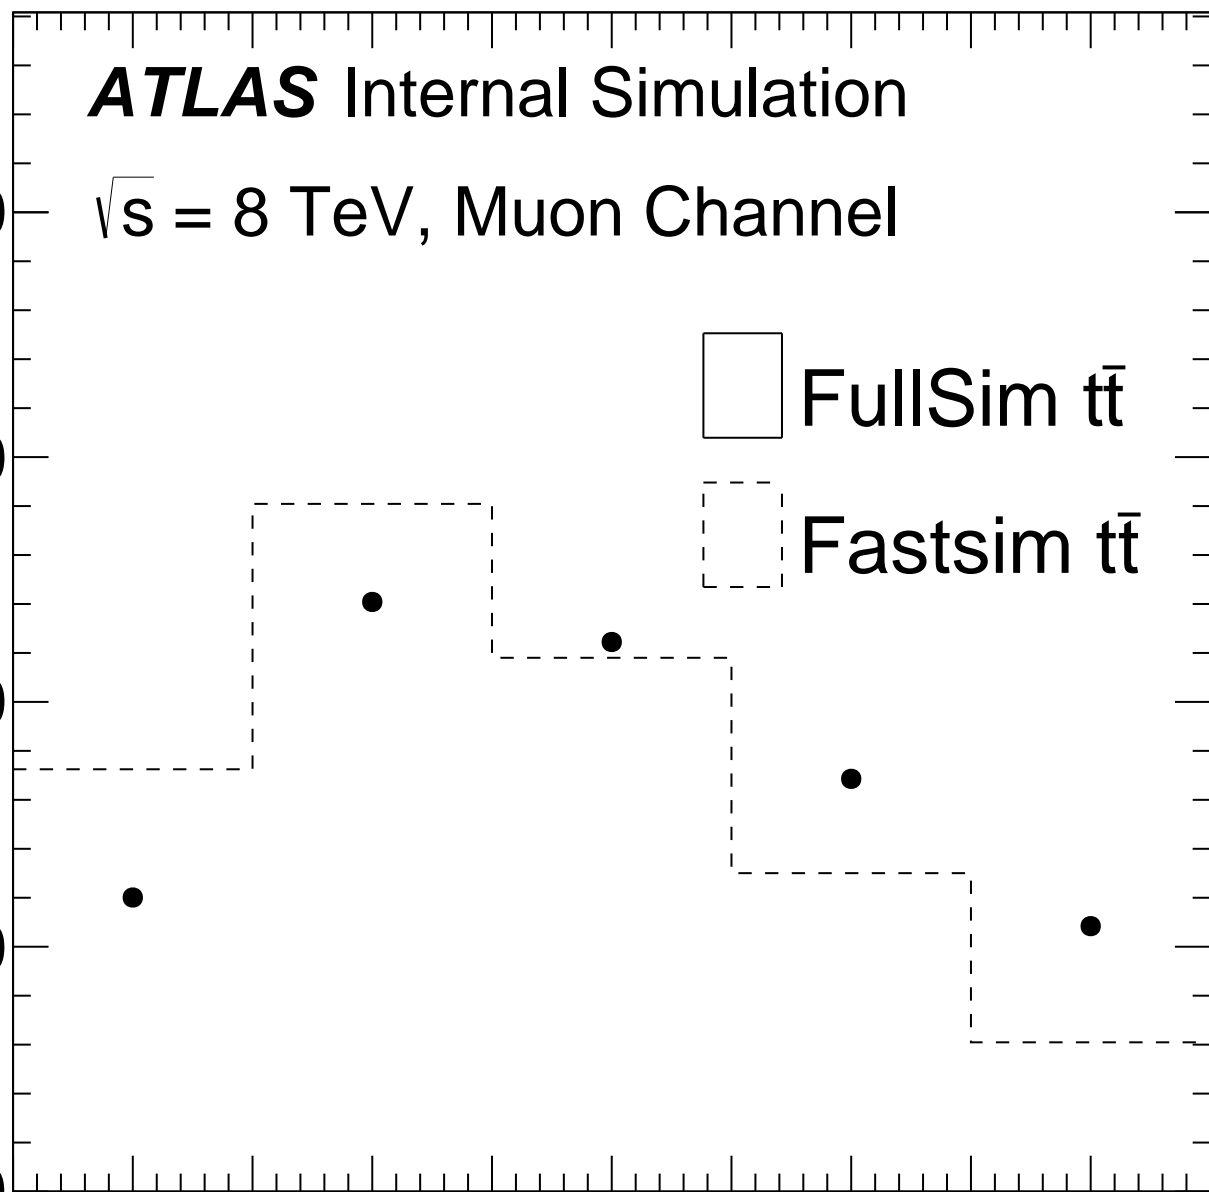 ATLAS Internal Simulation
√s = 8 TeV, Muon Channel
FullSim tt̄
Fastsim tt̄